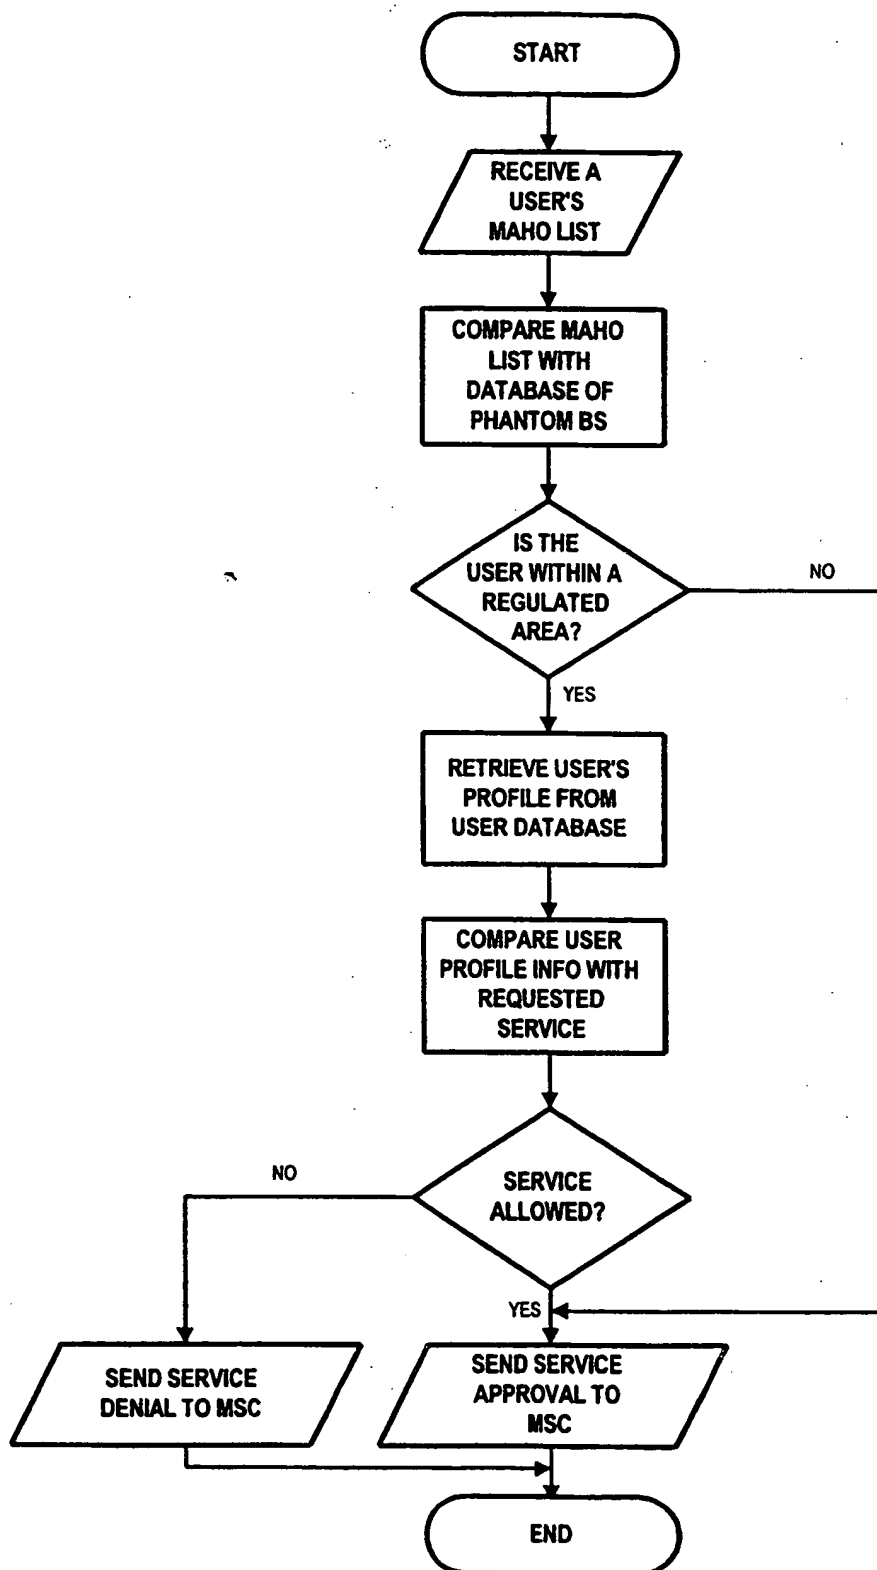 START
RECEIVE A
USER'S
MAHO LIST
COMPARE MAHO
LIST WITH
DATABASE OF
PHANTOM BS
IS THE
USER WITHIN A
REGULATED
AREA?
NO
YES
RETRIEVE USER'S
PROFILE FROM
USER DATABASE
COMPARE USER
PROFILE INFO WITH
REQUESTED
SERVICE
SERVICE
ALLOWED?
NO
YES
SEND SERVICE
DENIAL TO MSC
SEND SERVICE
APPROVAL TO
MSC
END